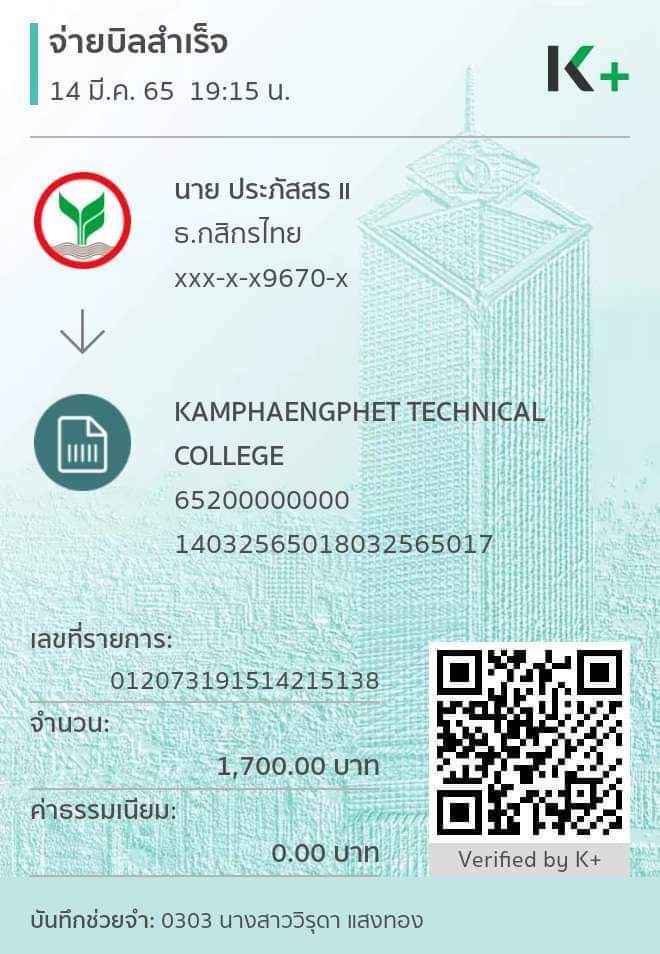 จ่ายบิลสำเร็จ
14 มี.ค. 65 19:15 น.
K+
นาย ประภัสสร แ
ธ.กสิกรไทย
xxx-x-x9670-x
KAMPHAENGPHET TECHNICAL
COLLEGE
65200000000
14032565018032565017
เลขที่รายการ:
012073191514215138
จำนวน:
1,700.00 บาท
ค่าธรรมเนียม:
0.00 บาท
Verified by K+
บันทึกช่วยจำ: 0303 นางสาววิรุดา แสงทอง